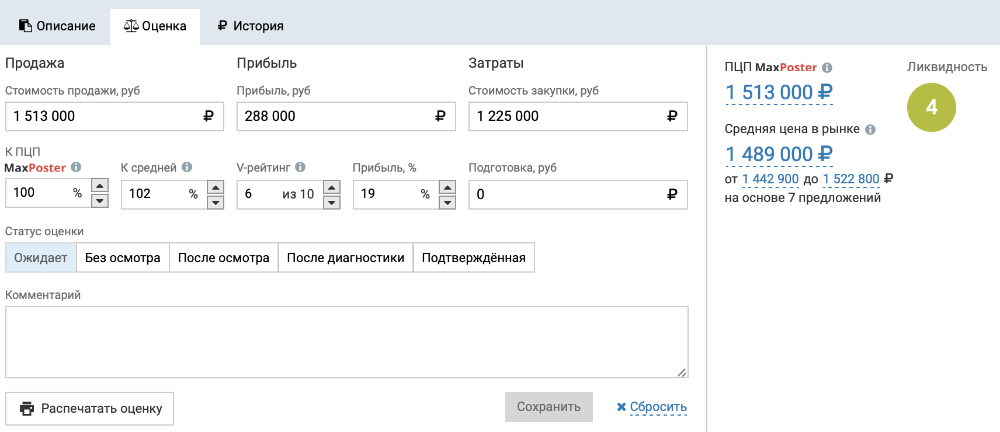 Описание
Оценка
₽ История
Продажа
Прибыль
Затраты
Стоимость продажи, руб
Прибыль, руб
Стоимость закупки, руб
1 513 000 ₽
288 000 ₽
1 225 000 ₽
К ПЦП
MaxPoster
К средней
V-рейтинг
Прибыль, %
Подготовка, руб
100 %
102 %
6 из 10
19 %
0 ₽
Статус оценки
Ожидает
Без осмотра
После осмотра
После диагностики
Подтверждённая
Комментарий
Распечатать оценку
Сохранить
Сбросить
ПЦП MaxPoster
1 513 000 ₽
Средняя цена в рынке
1 489 000 ₽
от 1 442 900 до 1 522 800 ₽
на основе 7 предложений
Ликвидность
4